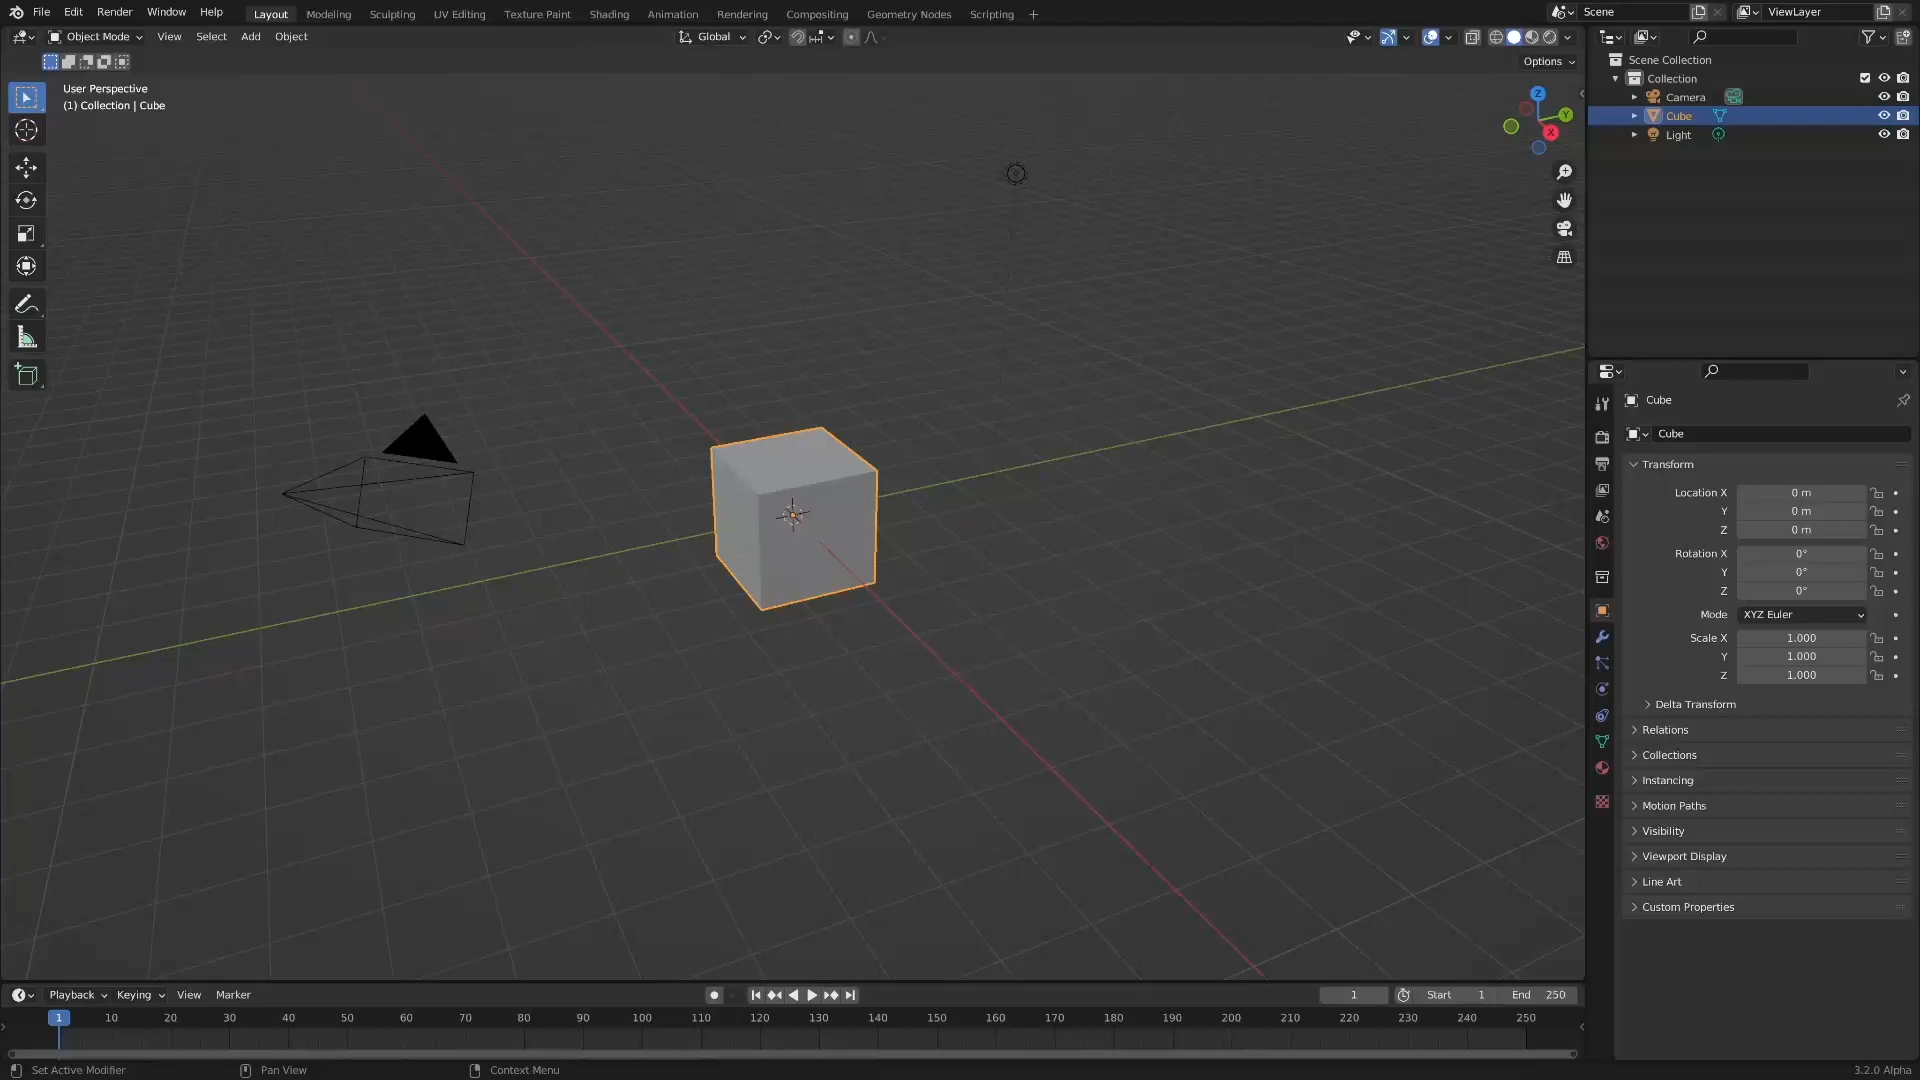 File Edit Render Window Help Layout Modeling Sculpting UV Editing Texture Paint Shading Animation Rendering Compositing Geometry Nodes Scripting + Scene ViewLayer
Object Mode View Select Add Object Global
Options
User Perspective
(1) Collection | Cube
Z
Y
X
Scene Collection
Collection
Camera
Cube
Light
Cube
Cube
Transform
Location X 0 m
Y 0 m
Z 0 m
Rotation X 0°
Y 0°
Z 0°
Mode XYZ Euler
Scale X 1.000
Y 1.000
Z 1.000
Delta Transform
Relations
Collections
Instancing
Motion Paths
Visibility
Viewport Display
Line Art
Custom Properties
Playback Keying View Marker 1 Start 1 End 250
1 10 20 30 40 50 60 70 80 90 100 110 120 130 140 150 160 170 180 190 200 210 220 230 240 250
Set Active Modifier Pan View Context Menu 3.2.0 Alpha